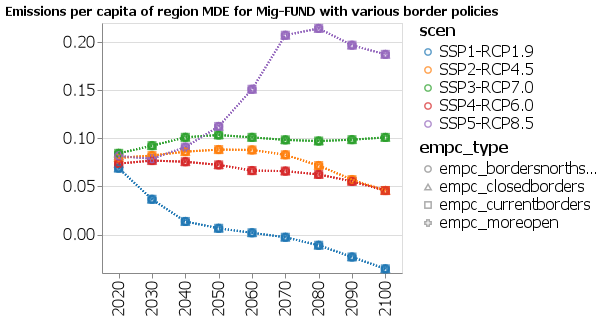 Emissions per capita of region MDE for Mig-FUND with various border policies
0.20
0.15
0.10
0.05
0.00
2020
2030
2040
2050
2060
2070
2080
2090
2100
scen
SSP1-RCP1.9
SSP2-RCP4.5
SSP3-RCP7.0
SSP4-RCP6.0
SSP5-RCP8.5
empc_type
empc_bordersnorths...
empc_closedborders
empc_currentborders
empc_moreopen